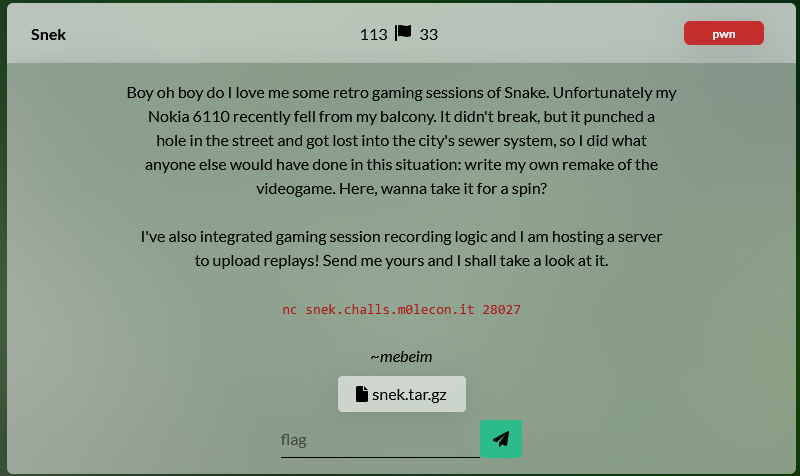 Snek
113 33
pwn
Boy oh boy do I love me some retro gaming sessions of Snake. Unfortunately my
Nokia 6110 recently fell from my balcony. It didn't break, but it punched a
hole in the street and got lost into the city's sewer system, so I did what
anyone else would have done in this situation: write my own remake of the
videogame. Here, wanna take it for a spin?
I've also integrated gaming session recording logic and I am hosting a server
to upload replays! Send me yours and I shall take a look at it.
nc snek.challs.m0lecon.it 28027
~mebeim
snek.tar.gz
flag